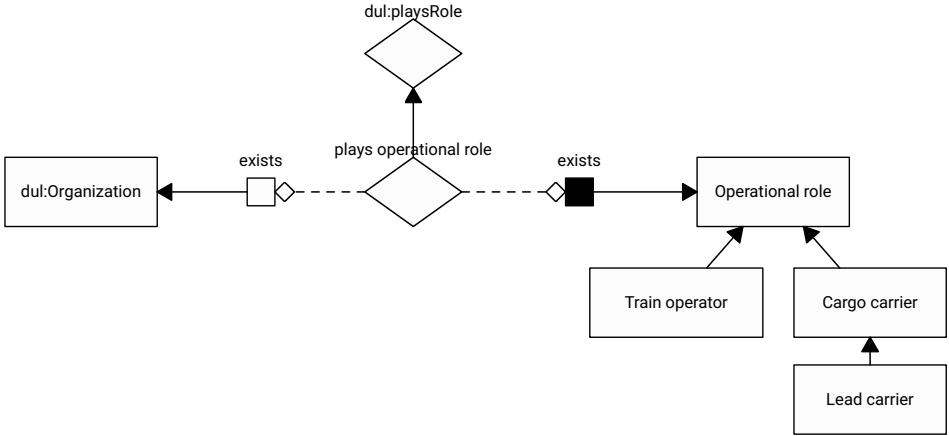 dul:playsRole
plays operational role
exists
exists
dul:Organization
Operational role
Train operator
Cargo carrier
Lead carrier